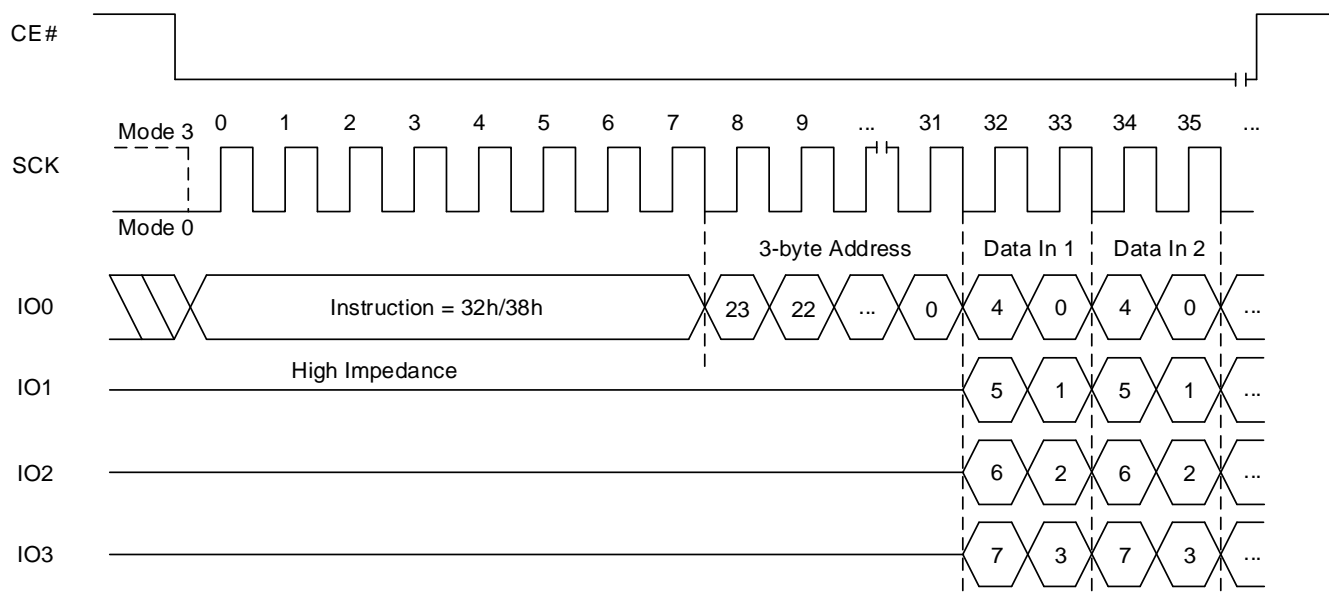 CE#
Mode 3 0 1 2 3 4 5 6 7 8 9 ... 31 32 33 34 35 ...
SCK
Mode 0
3-byte Address Data In 1 Data In 2
IO0 Instruction = 32h/38h 23 22 ... 0 4 0 4 0 ...
High Impedance
IO1 5 1 5 1 ...
IO2 6 2 6 2 ...
IO3 7 3 7 3 ...